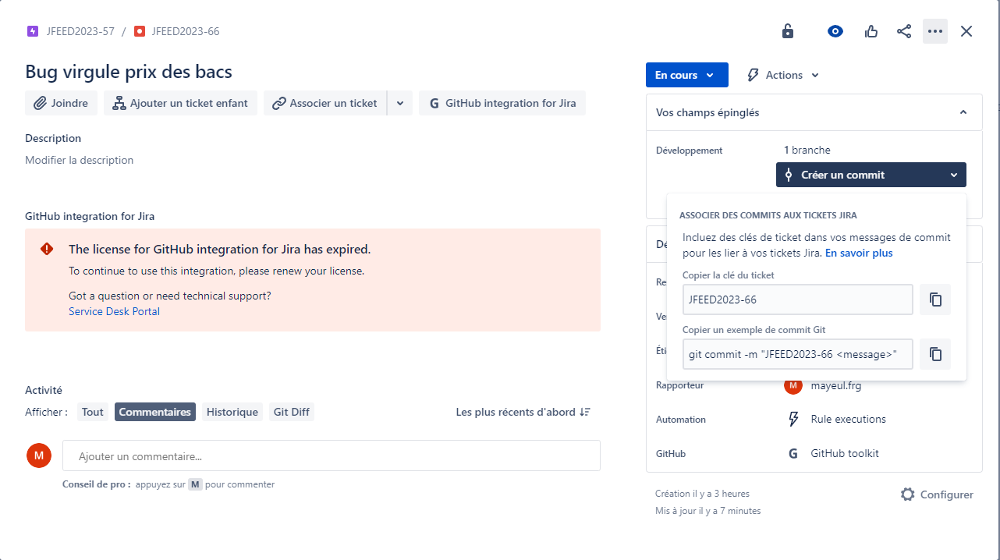 JFEED2023-57 / JFEED2023-66
Bug virgule prix des bacs
Joindre
Ajouter un ticket enfant
Associer un ticket
G GitHub integration for Jira
Description
Modifier la description
GitHub integration for Jira
The license for GitHub integration for Jira has expired.
To continue to use this integration, please renew your license.
Got a question or need technical support?
Service Desk Portal
Activité
Afficher : Tout Commentaires Historique Git Diff Les plus récents d'abord
M Ajouter un commentaire...
Conseil de pro : appuyez sur M pour commenter
En cours
Actions
Vos champs épinglés
Développement 1 branche
Créer un commit
ASSOCIER DES COMMITS AUX TICKETS JIRA
Incluez des clés de ticket dans vos messages de commit
pour les lier à vos tickets Jira. En savoir plus
Copier la clé du ticket
JFEED2023-66
Copier un exemple de commit Git
git commit -m "JFEED2023-66 <message>"
Rapporteur M mayeul.frg
Automation Rule executions
GitHub G GitHub toolkit
Création il y a 3 heures
Configurer
Mis à jour il y a 7 minutes